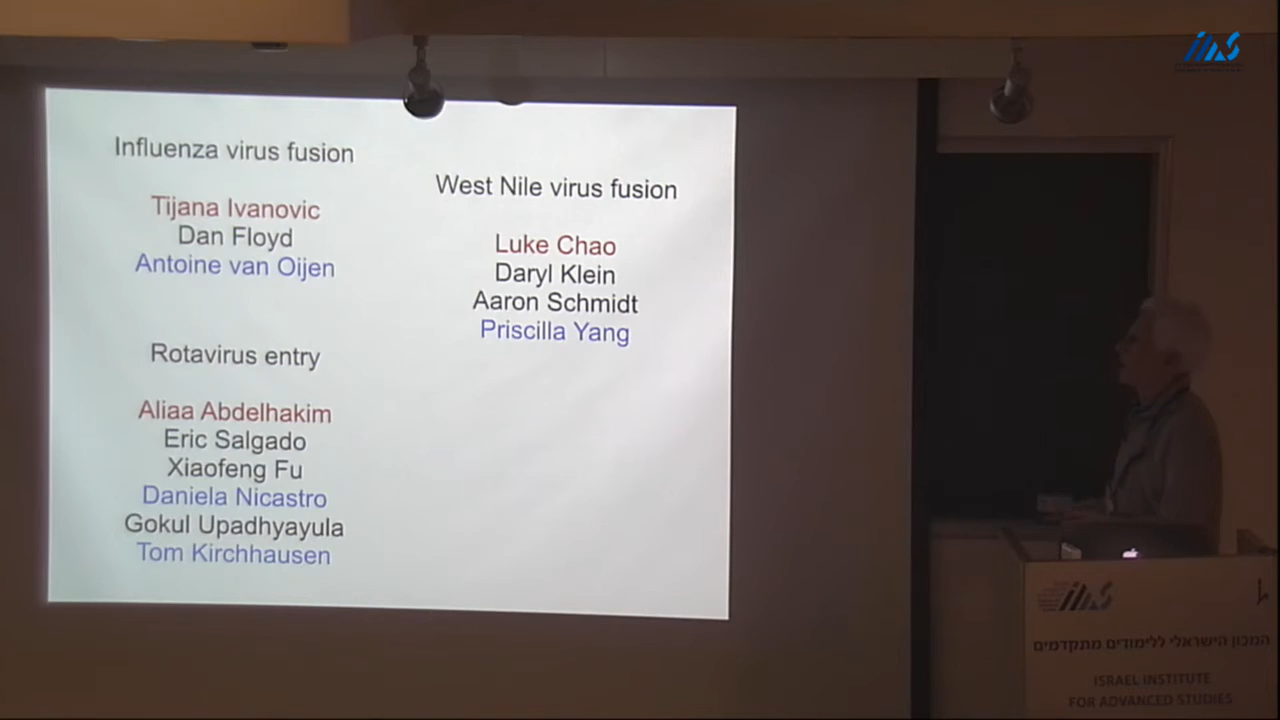 Influenza virus fusion
Tijana Ivanovic
Dan Floyd
Antoine van Oijen
Rotavirus entry
Aliaa Abdelhakim
Eric Salgado
Xiaofeng Fu
Daniela Nicastro
Gokul Upadhyayula
Tom Kirchhausen
West Nile virus fusion
Luke Chao
Daryl Klein
Aaron Schmidt
Priscilla Yang
IIAS
IIAS
המכון הישראלי ללימודים מתקדמים
ISRAEL INSTITUTE
FOR ADVANCED STUDIES